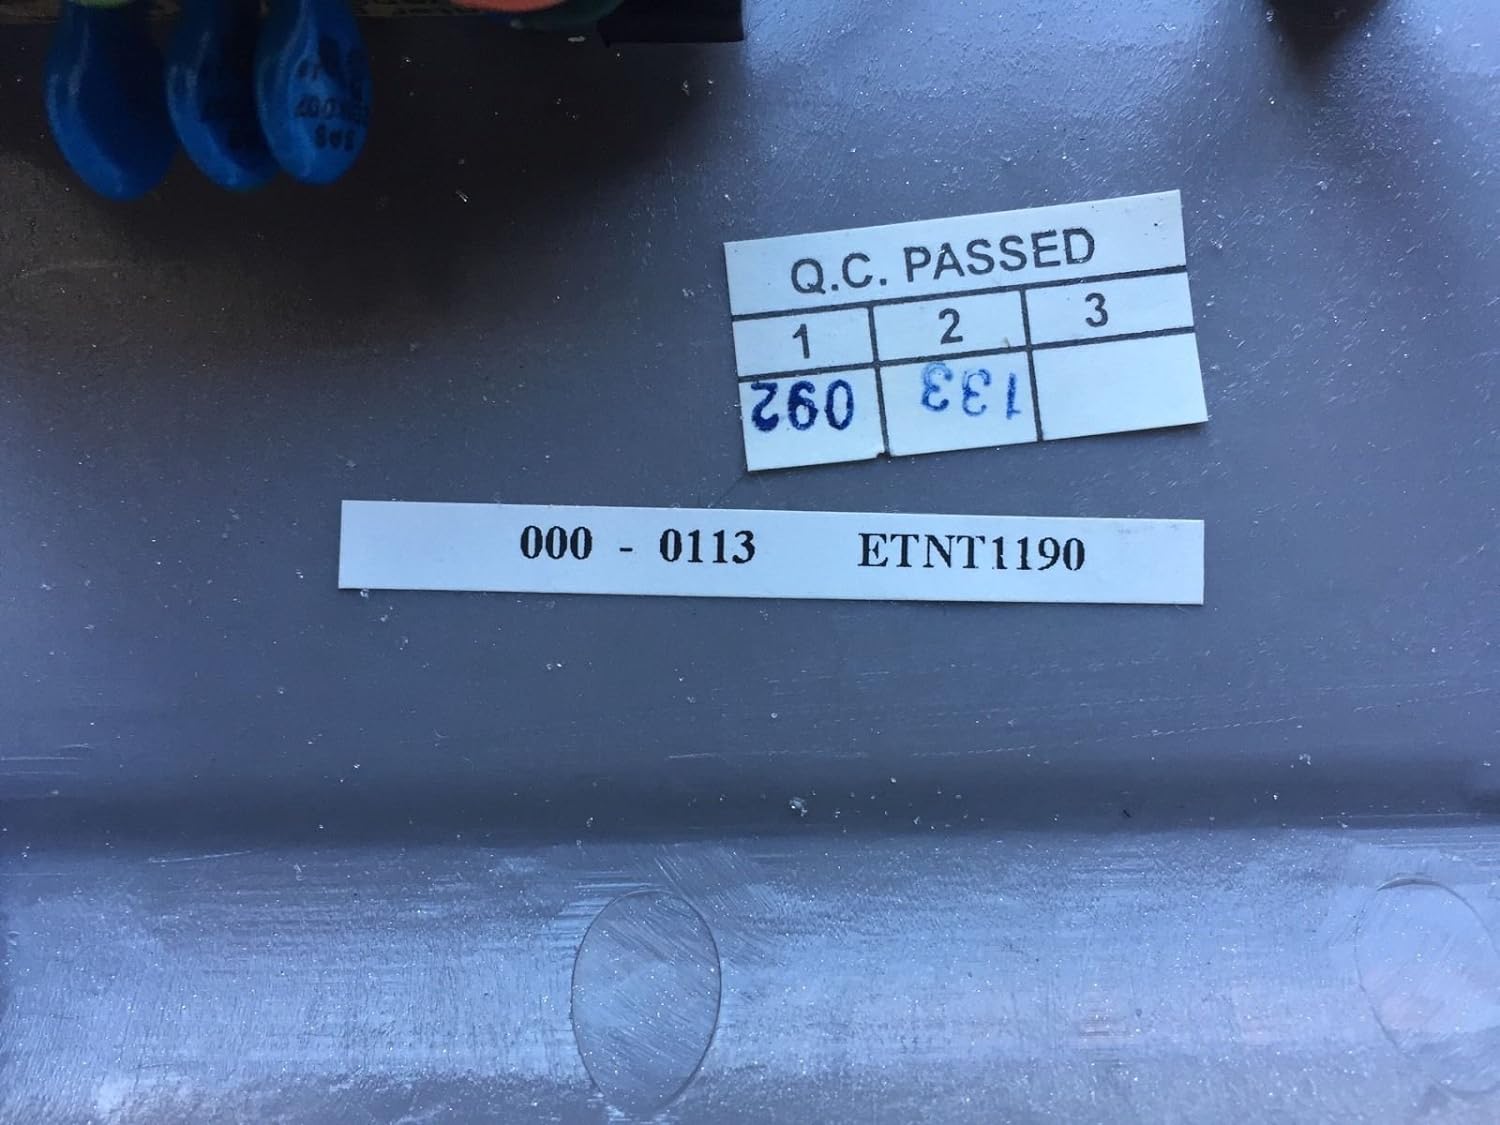 Q.C. PASSED
1 2 3
092 133
000 - 0113 ETNT1190